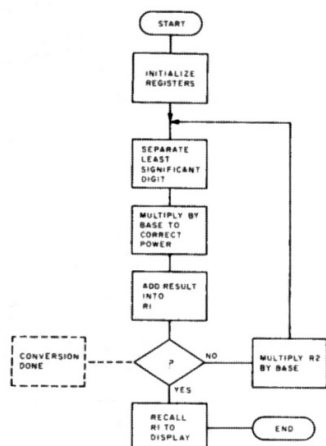 START
INITIALIZE
REGISTERS
SEPARATE
LEAST
SIGNIFICANT
DIGIT
MULTIPLY BY
BASE TO
CORRECT
POWER
ADD RESULT
INTO
R1
CONVERSION
DONE
?
NO
MULTIPLY R2
BY BASE
YES
RECALL
R1 TO
DISPLAY
END